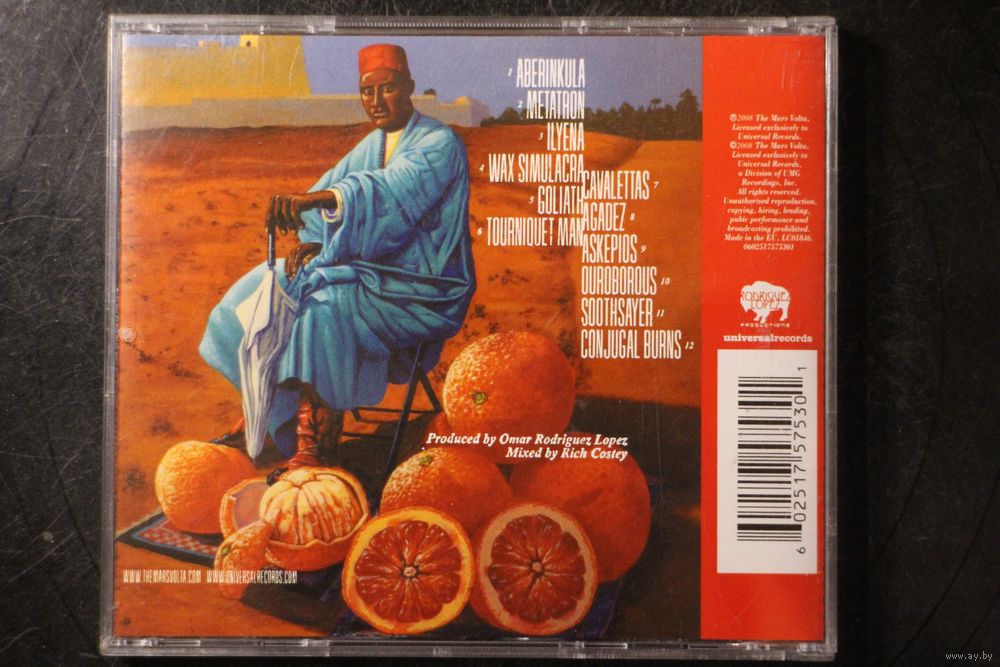 1 ABERINKULA
2 METATRON
3 ILYENA
4 WAX SIMULACRA
5 GOLIATH
6 TOURNIQUET MAN
CAVALETTAS 7
AGADEZ 8
ASKEPIOS 9
OUROBOROUS 10
SOOTHSAYER 11
CONJUGAL BURNS 12
Produced by Omar Rodriguez Lopez
Mixed by Rich Costey
WWW.THEMARSVOLTA.COM WWW.UNIVERSALRECORDS.COM
℗2008 The Mars Volta,
Licensed exclusively to
Universal Records.
©2008 The Mars Volta,
Licensed exclusively to
Universal Records,
a Division of UMG
Recordings, Inc.
All rights reserved.
Unauthorised reproduction,
copying, hiring, lending,
pubic performance and
broadcasting prohibited.
Made in the EU. LC01846.
0602517575301
RODRIGUEZ
LOPEZ
PRODUCTIONS
universalrecords
6 02517 57530 1
www.ay.by